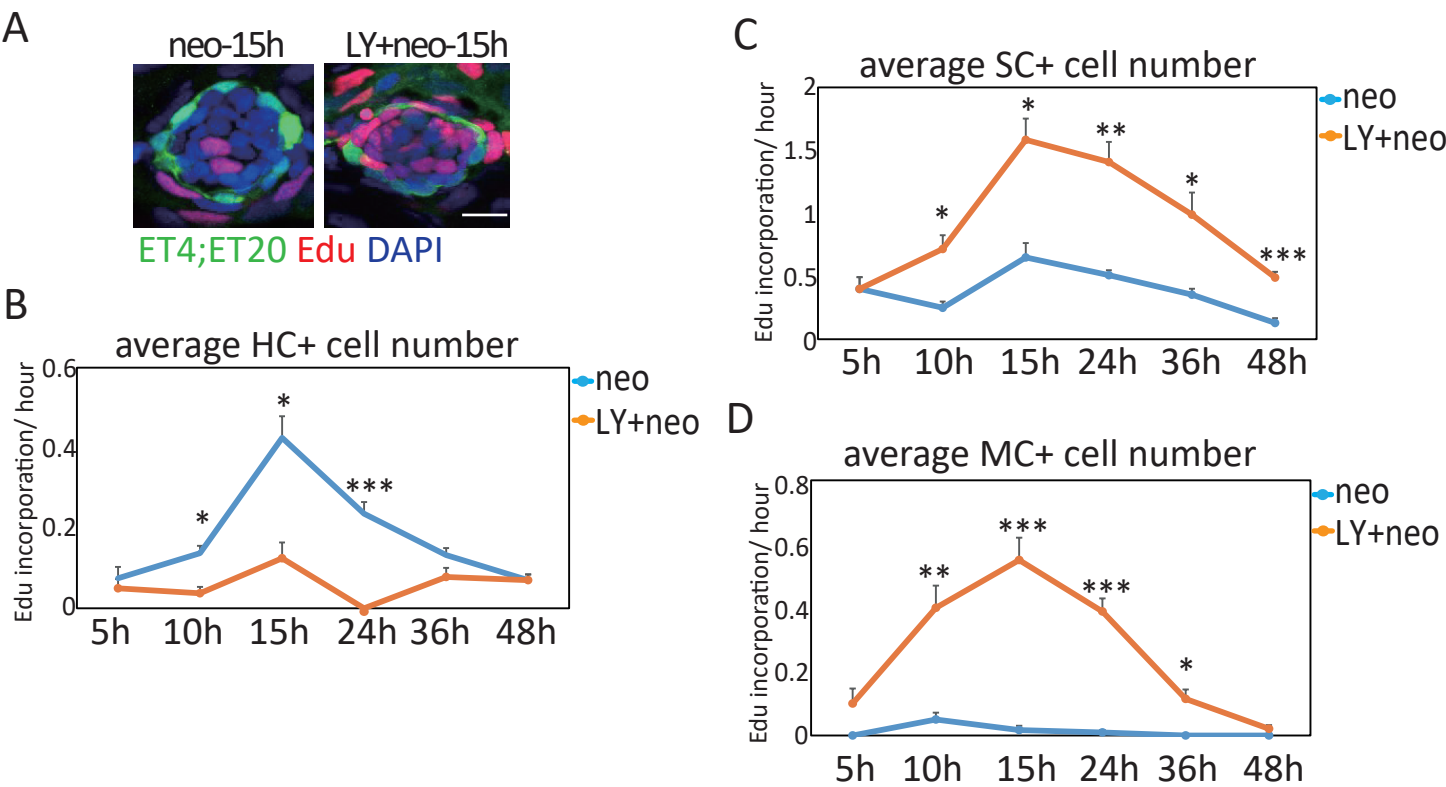 A
neo-15h LY+neo-15h
ET4;ET20 Edu DAPI
B
average HC+ cell number
Edu incorporation/ hour
0.6
0.4
0.2
0
* * ***
5h 10h 15h 24h 36h 48h
neo
LY+neo
C
average SC+ cell number
Edu incorporation/ hour
2
1.5
1
0.5
0
* * ** * ***
5h 10h 15h 24h 36h 48h
neo
LY+neo
D
average MC+ cell number
Edu incorporation/ hour
0.8
0.6
0.4
0.2
0
** *** *** *
5h 10h 15h 24h 36h 48h
neo
LY+neo